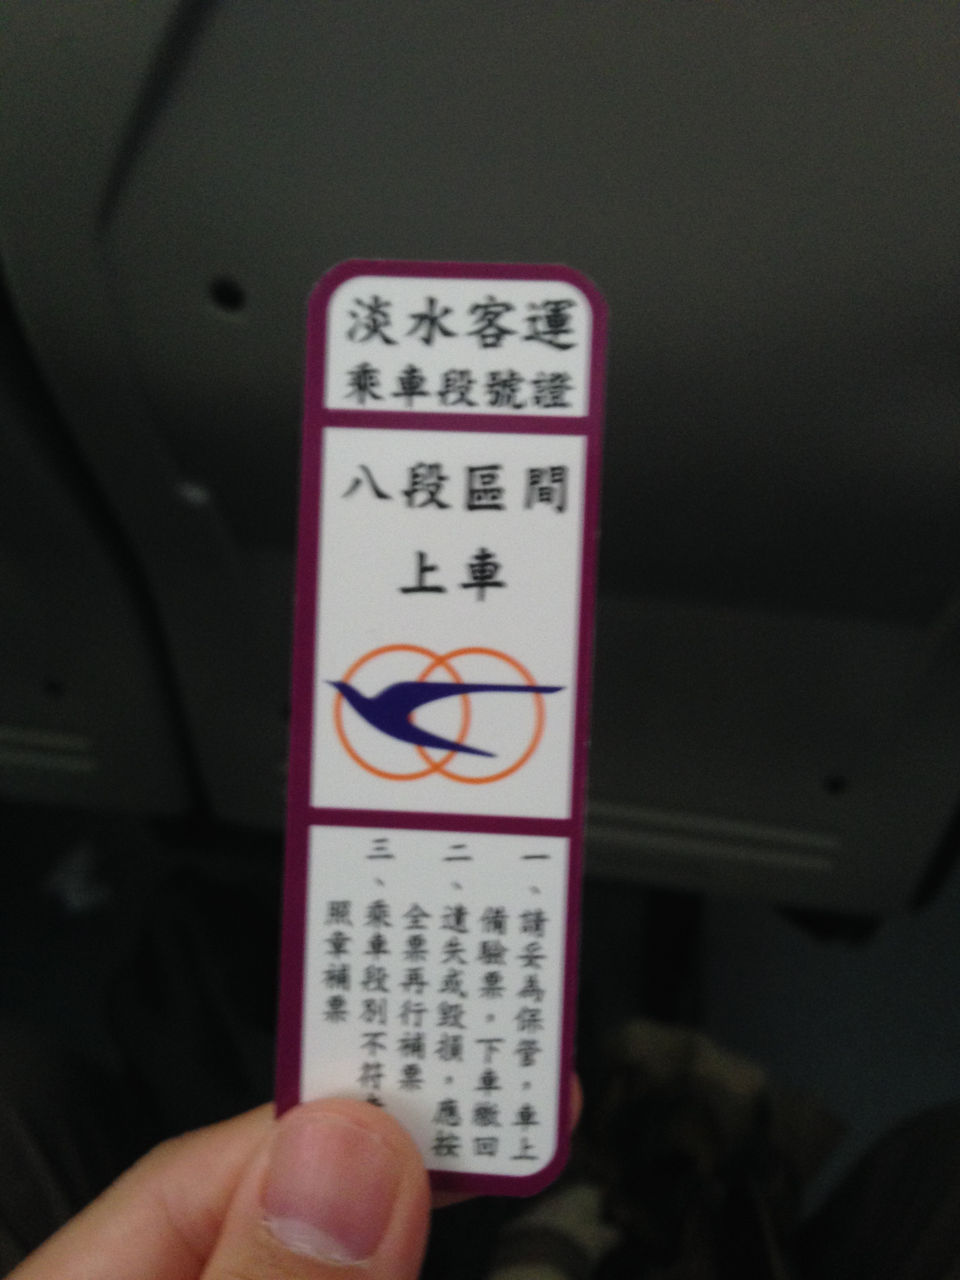 淡水客運
乘車段號證
八段區間
上車
一、請妥為保管，車上
備驗票，下車繳回
二、遺失或毀損，應按
全票再行補票
三、乘車段別不符
照章補票